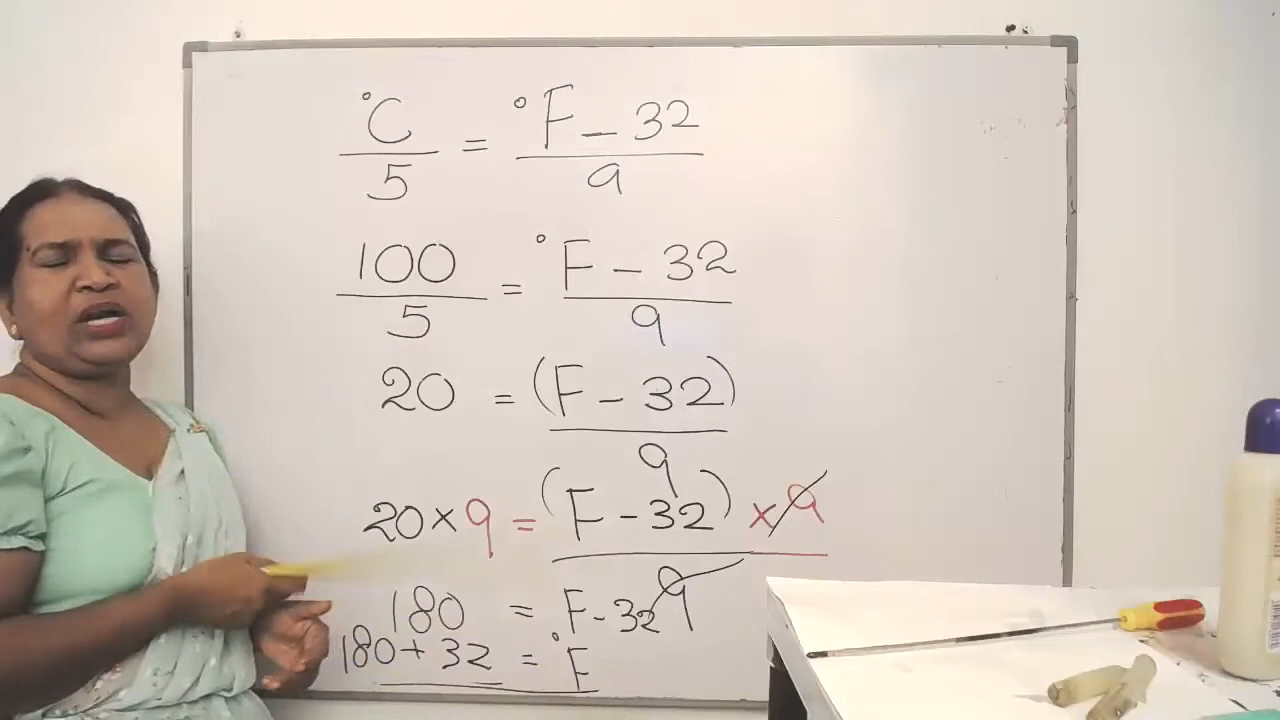 °C = °F - 32
5 9
100 = °F - 32
5 9
20 = (F - 32)
9
20 × 9 = (F - 32) × 9
9
180 = F - 32
180 + 32 = °F